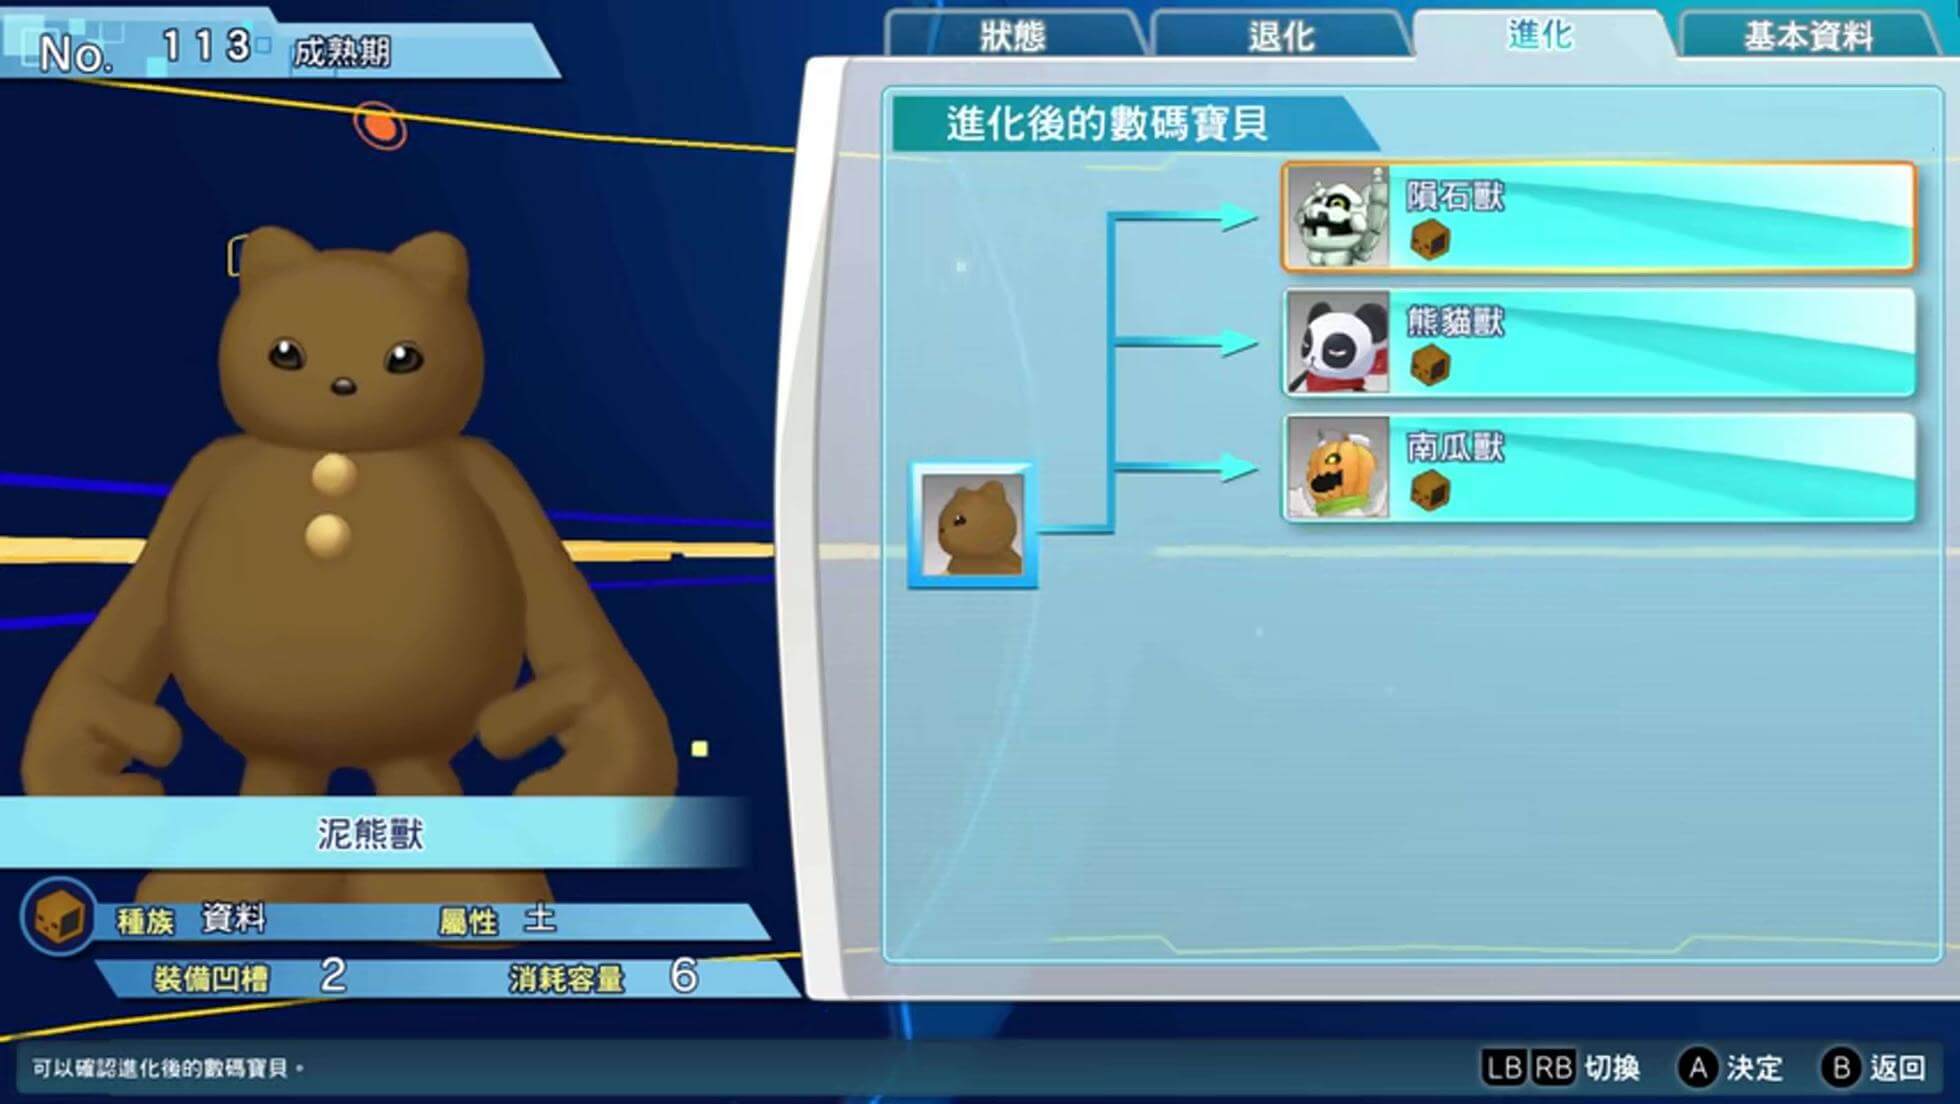 No. 113 成熟期
狀態 退化 進化 基本資料
進化後的數碼寶貝
隕石獸
熊貓獸
南瓜獸
泥熊獸
種族 資料 屬性 土
裝備凹槽 2 消耗容量 6
可以確認進化後的數碼寶貝。
LB RB 切換 A 決定 B 返回